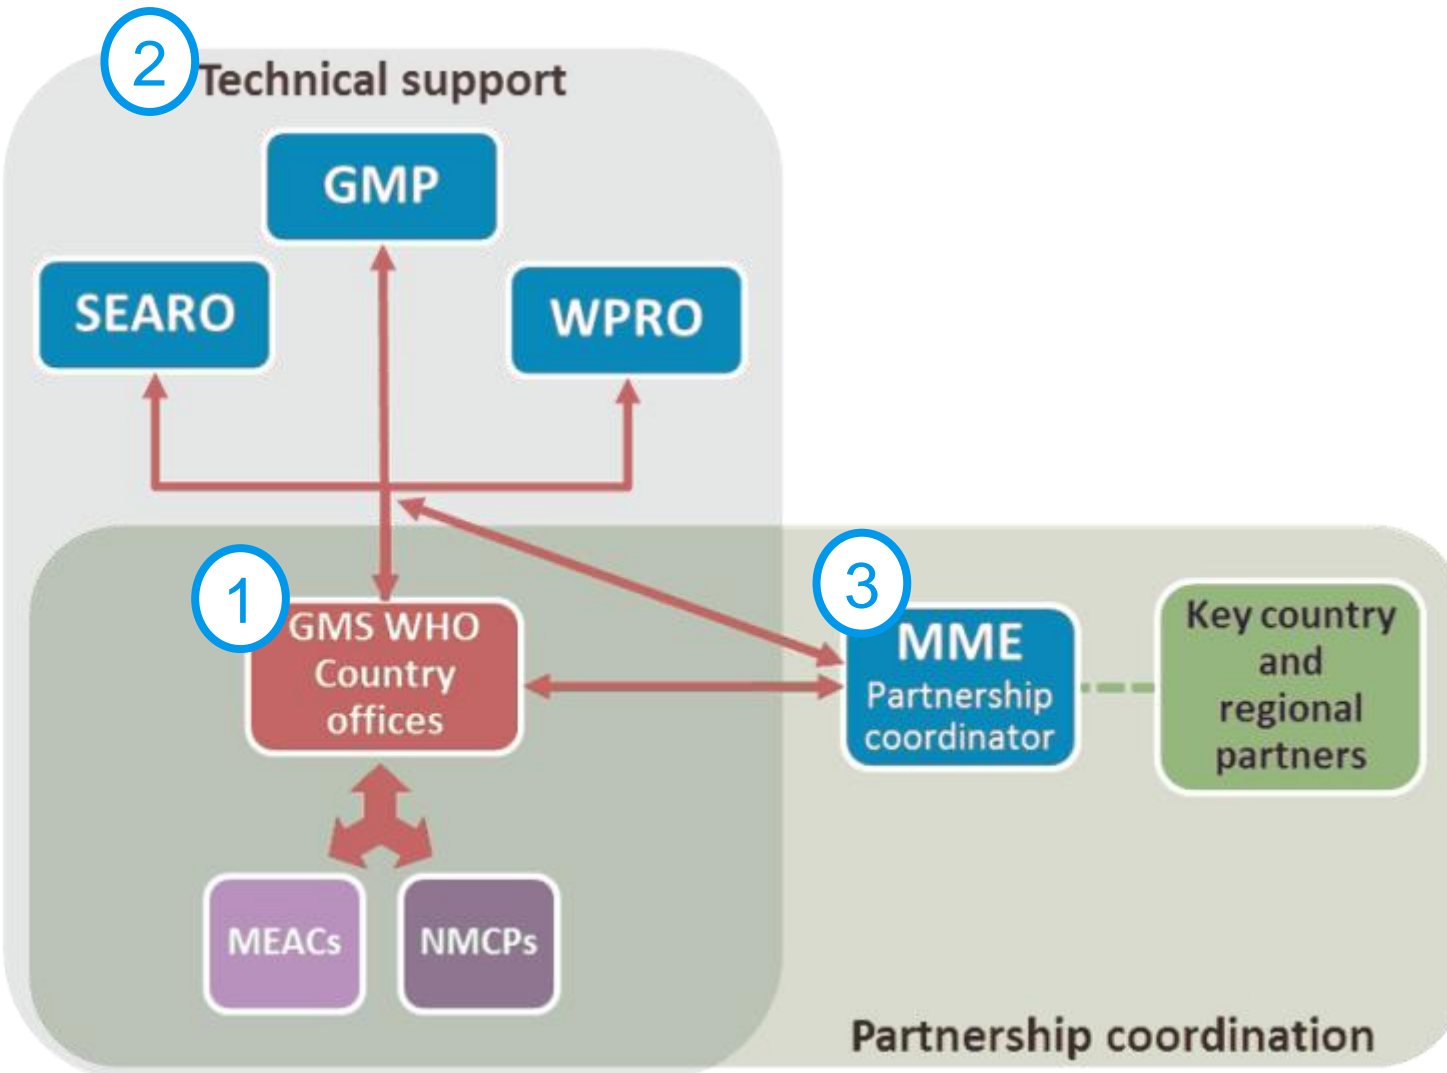 2
Technical support
GMP
SEARO
WPRO
1
GMS WHO
Country
offices
3
MME
Partnership
coordinator
Key country
and
regional
partners
MEACs
NMCPs
Partnership coordination